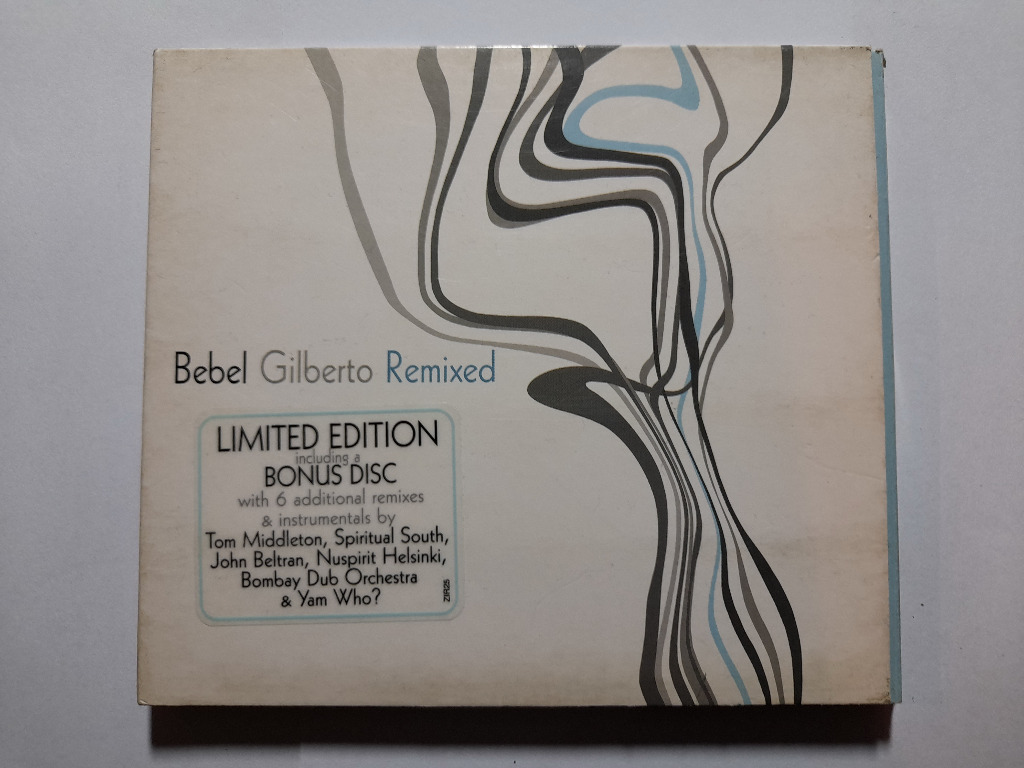 Bebel Gilberto Remixed
LIMITED EDITION
including a
BONUS DISC
with 6 additional remixes
& instrumentals by
Tom Middleton, Spiritual South,
John Beltran, Nuspirit Helsinki,
Bombay Dub Orchestra
& Yam Who?
ZIR22S